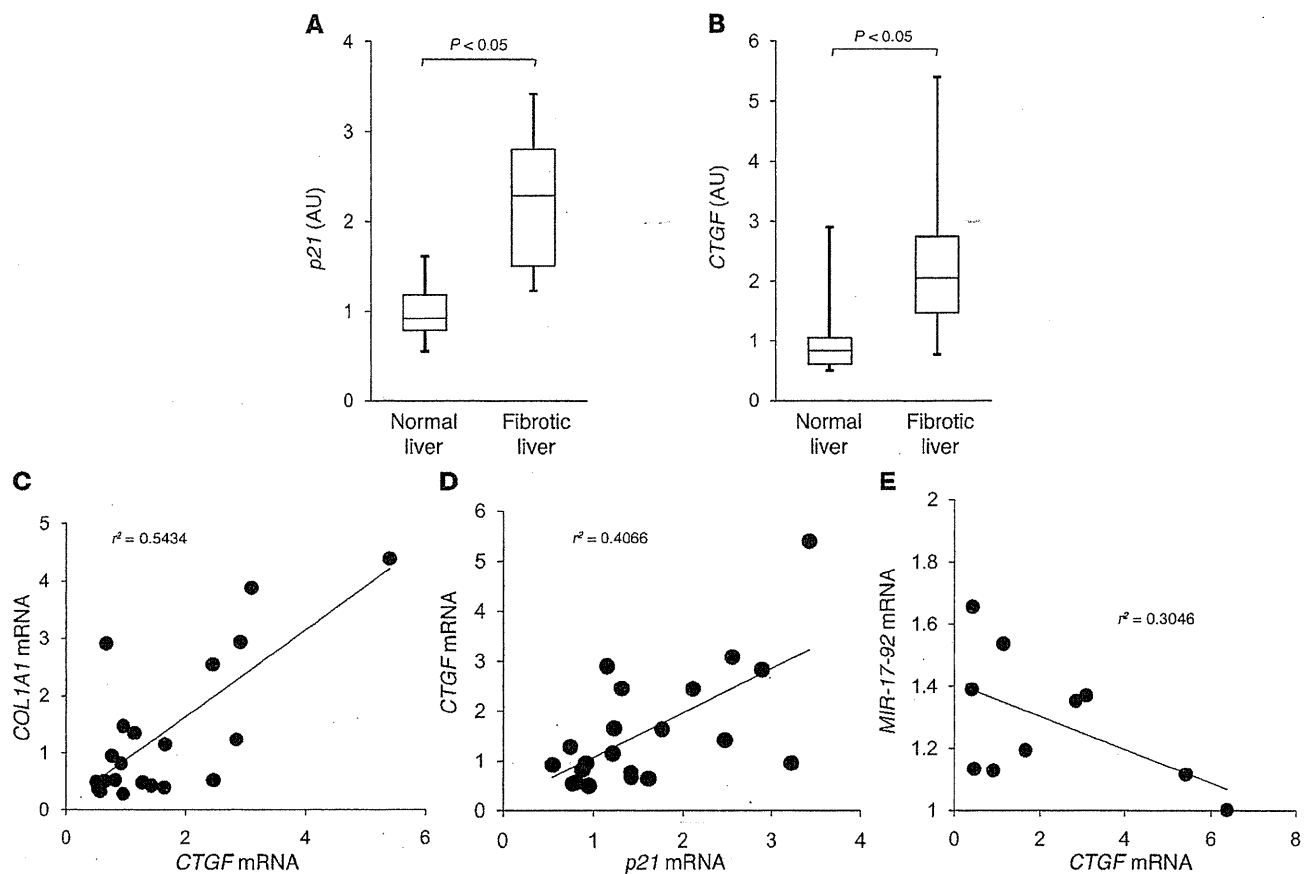 A
P < 0.05
4
3
2
1
0
p21 (AU)
Normal liver
Fibrotic liver
B
P < 0.05
6
5
4
3
2
1
0
CTGF (AU)
Normal liver
Fibrotic liver
C
r² = 0.5434
5
4
3
2
1
0
COL1A1 mRNA
0 2 4 6
CTGF mRNA
D
r² = 0.4066
6
5
4
3
2
1
0
CTGF mRNA
0 1 2 3 4
p21 mRNA
E
r² = 0.3046
2
1.8
1.6
1.4
1.2
1
MIR-17-92 mRNA
0 2 4 6 8
CTGF mRNA